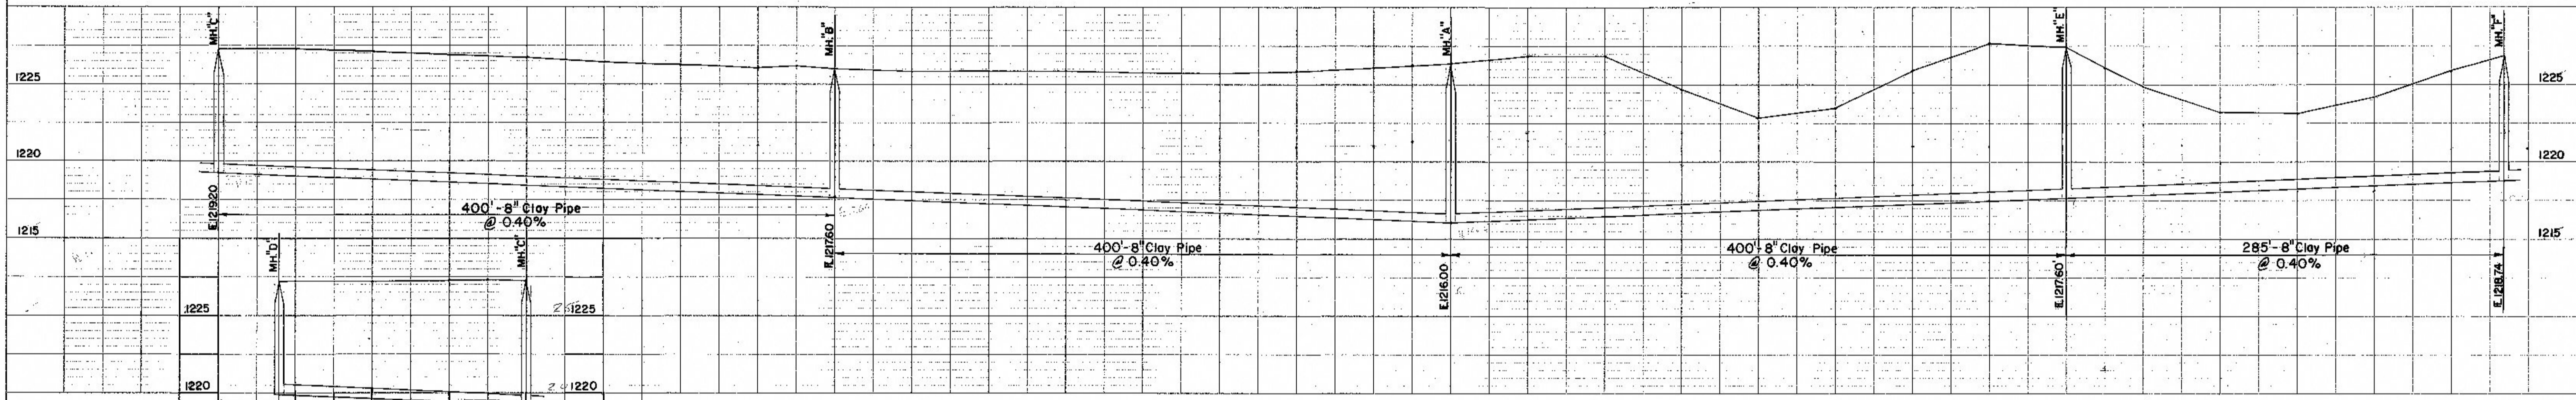 MH."C"
MH."B"
MH."A"
MH."E"
MH."F"
1225
1225
1220
1220
1215
1215
E.1219.20
400'-8" Clay Pipe
@ 0.40%
E.1217.60
400'-8" Clay Pipe
@ 0.40%
E.1216.00
400'-8" Clay Pipe
@ 0.40%
E.1217.60
285'-8" Clay Pipe
@ 0.40%
E.1218.74
MH."D"
MH."C"
1225
1225
1220
1220